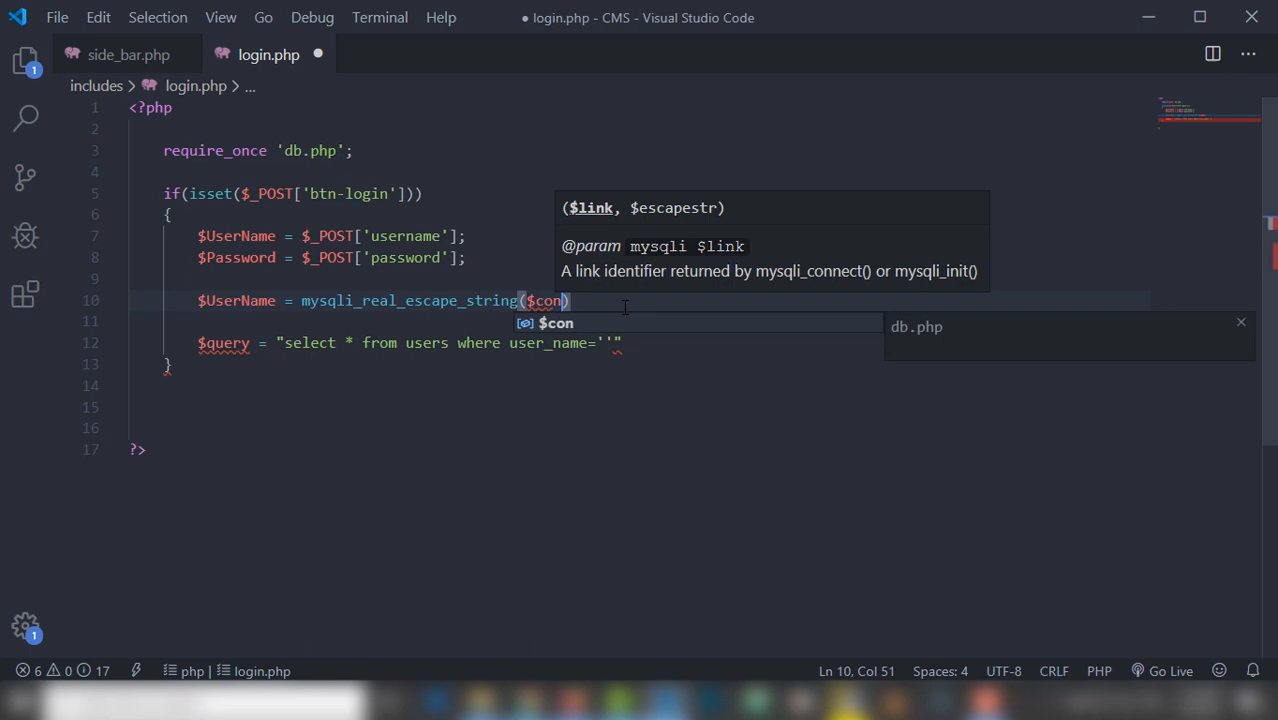 File Edit Selection View Go Debug Terminal Help ● login.php - CMS - Visual Studio Code
side_bar.php login.php ●
includes > login.php > ...
1 <?php
2
3 require_once 'db.php';
4
5 if(isset($_POST['btn-login']))
6 {
7 $UserName = $_POST['username'];
8 $Password = $_POST['password'];
9
10 $UserName = mysqli_real_escape_string($con)
11
12 $query = "select * from users where user_name=''"
13 }
14
15
16
17 ?>
($link, $escapestr)
@param mysqli $link
A link identifier returned by mysqli_connect() or mysqli_init()
$con
db.php
1
1
6 0 17 php | login.php Ln 10, Col 51 Spaces: 4 UTF-8 CRLF PHP Go Live